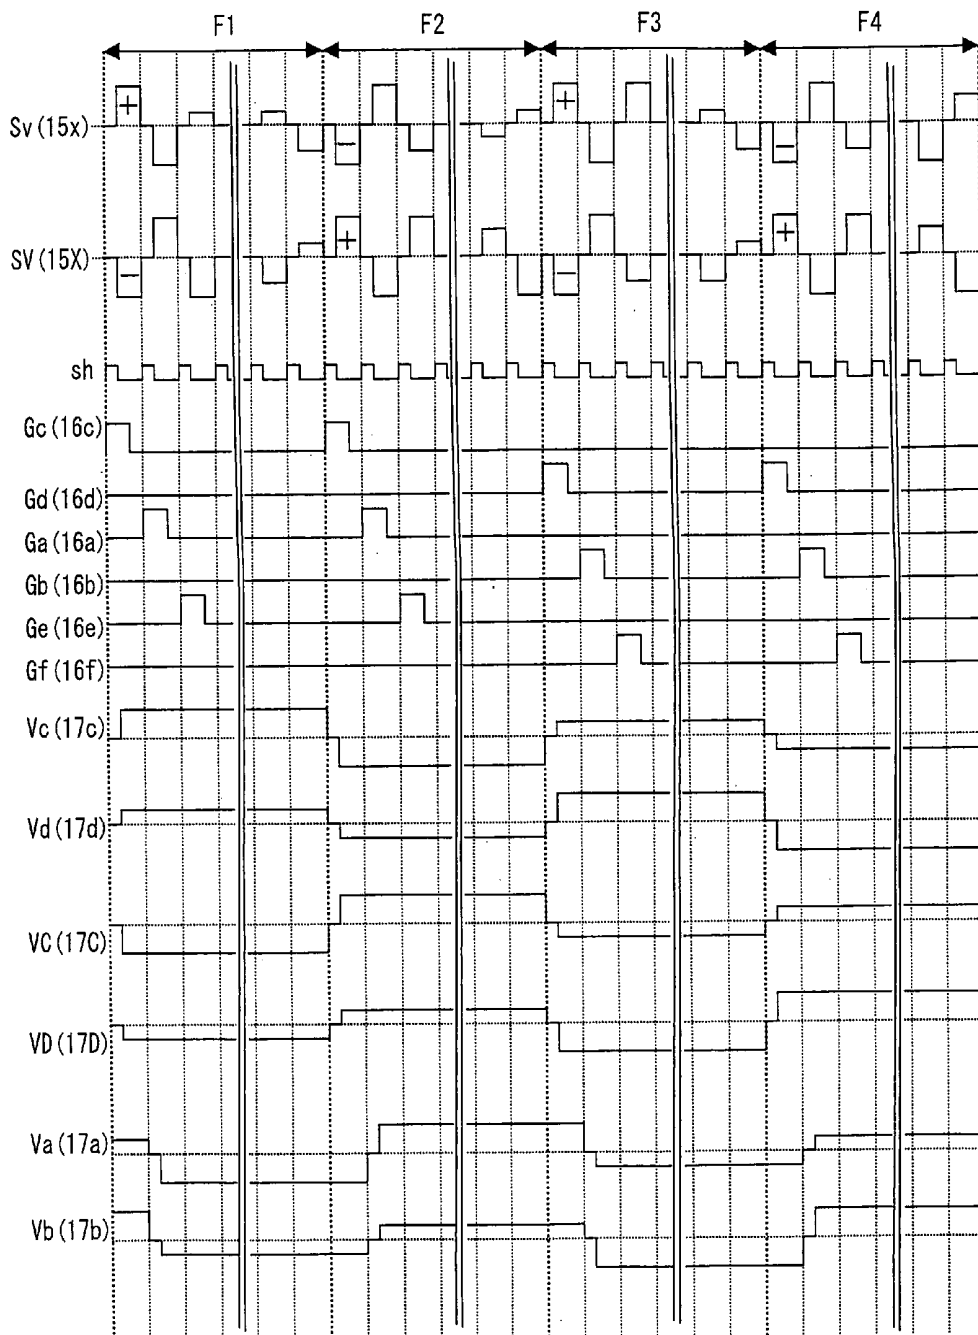 F1 F2 F3 F4
Sv(15x) + − + −
SV(15X) − + − +
sh
Gc(16c)
Gd(16d)
Ga(16a)
Gb(16b)
Ge(16e)
Gf(16f)
Vc(17c)
Vd(17d)
VC(17C)
VD(17D)
Va(17a)
Vb(17b)